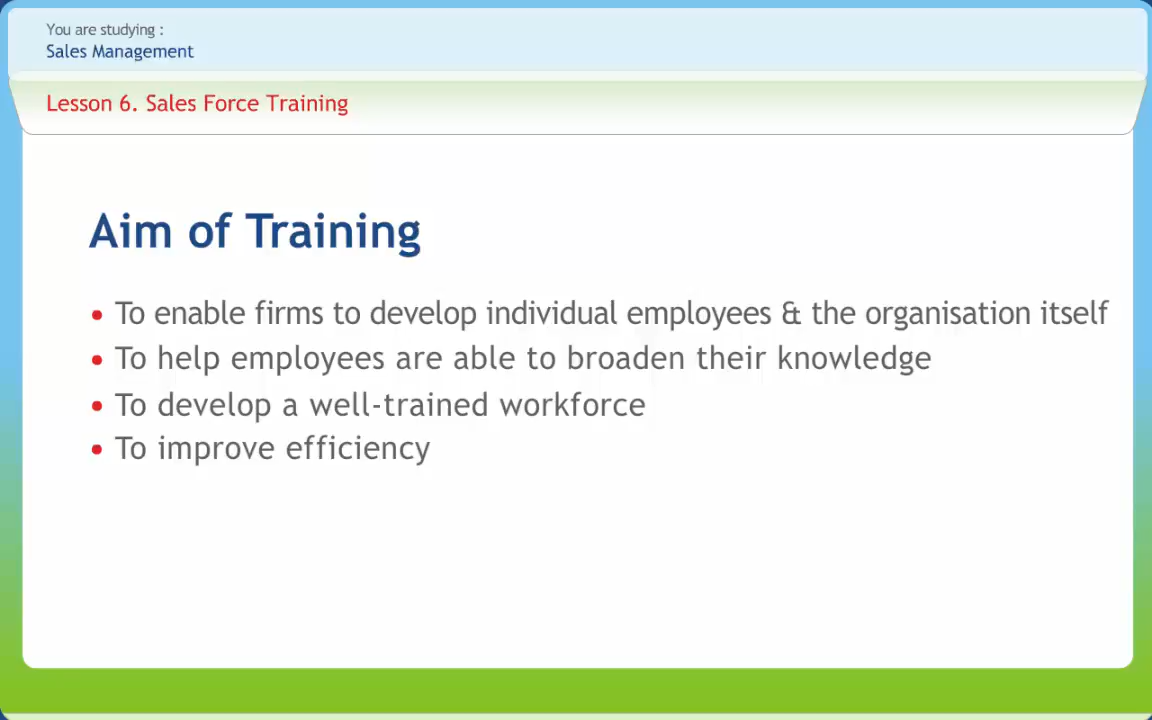 You are studying :
Sales Management
Lesson 6. Sales Force Training
Aim of Training
• To enable firms to develop individual employees & the organisation itself
• To help employees are able to broaden their knowledge
• To develop a well-trained workforce
• To improve efficiency